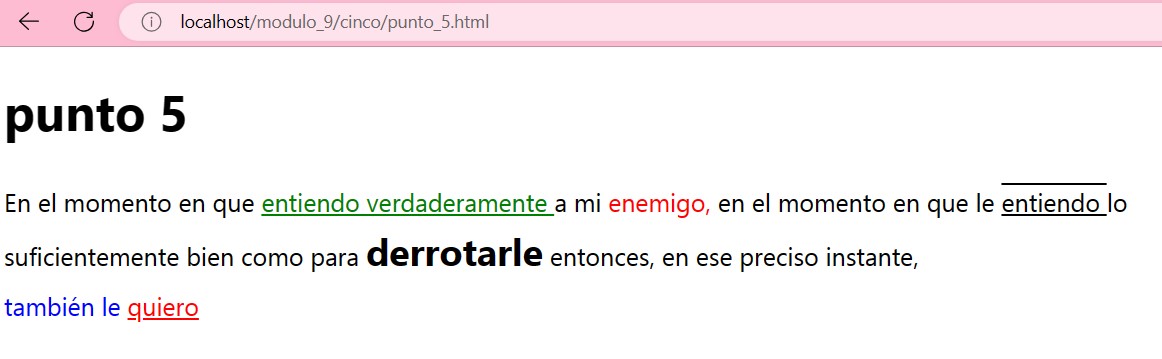 localhost/modulo_9/cinco/punto_5.html
punto 5
En el momento en que entiendo verdaderamente a mi enemigo, en el momento en que le entiendo lo
suficientemente bien como para derrotarle entonces, en ese preciso instante,
también le quiero